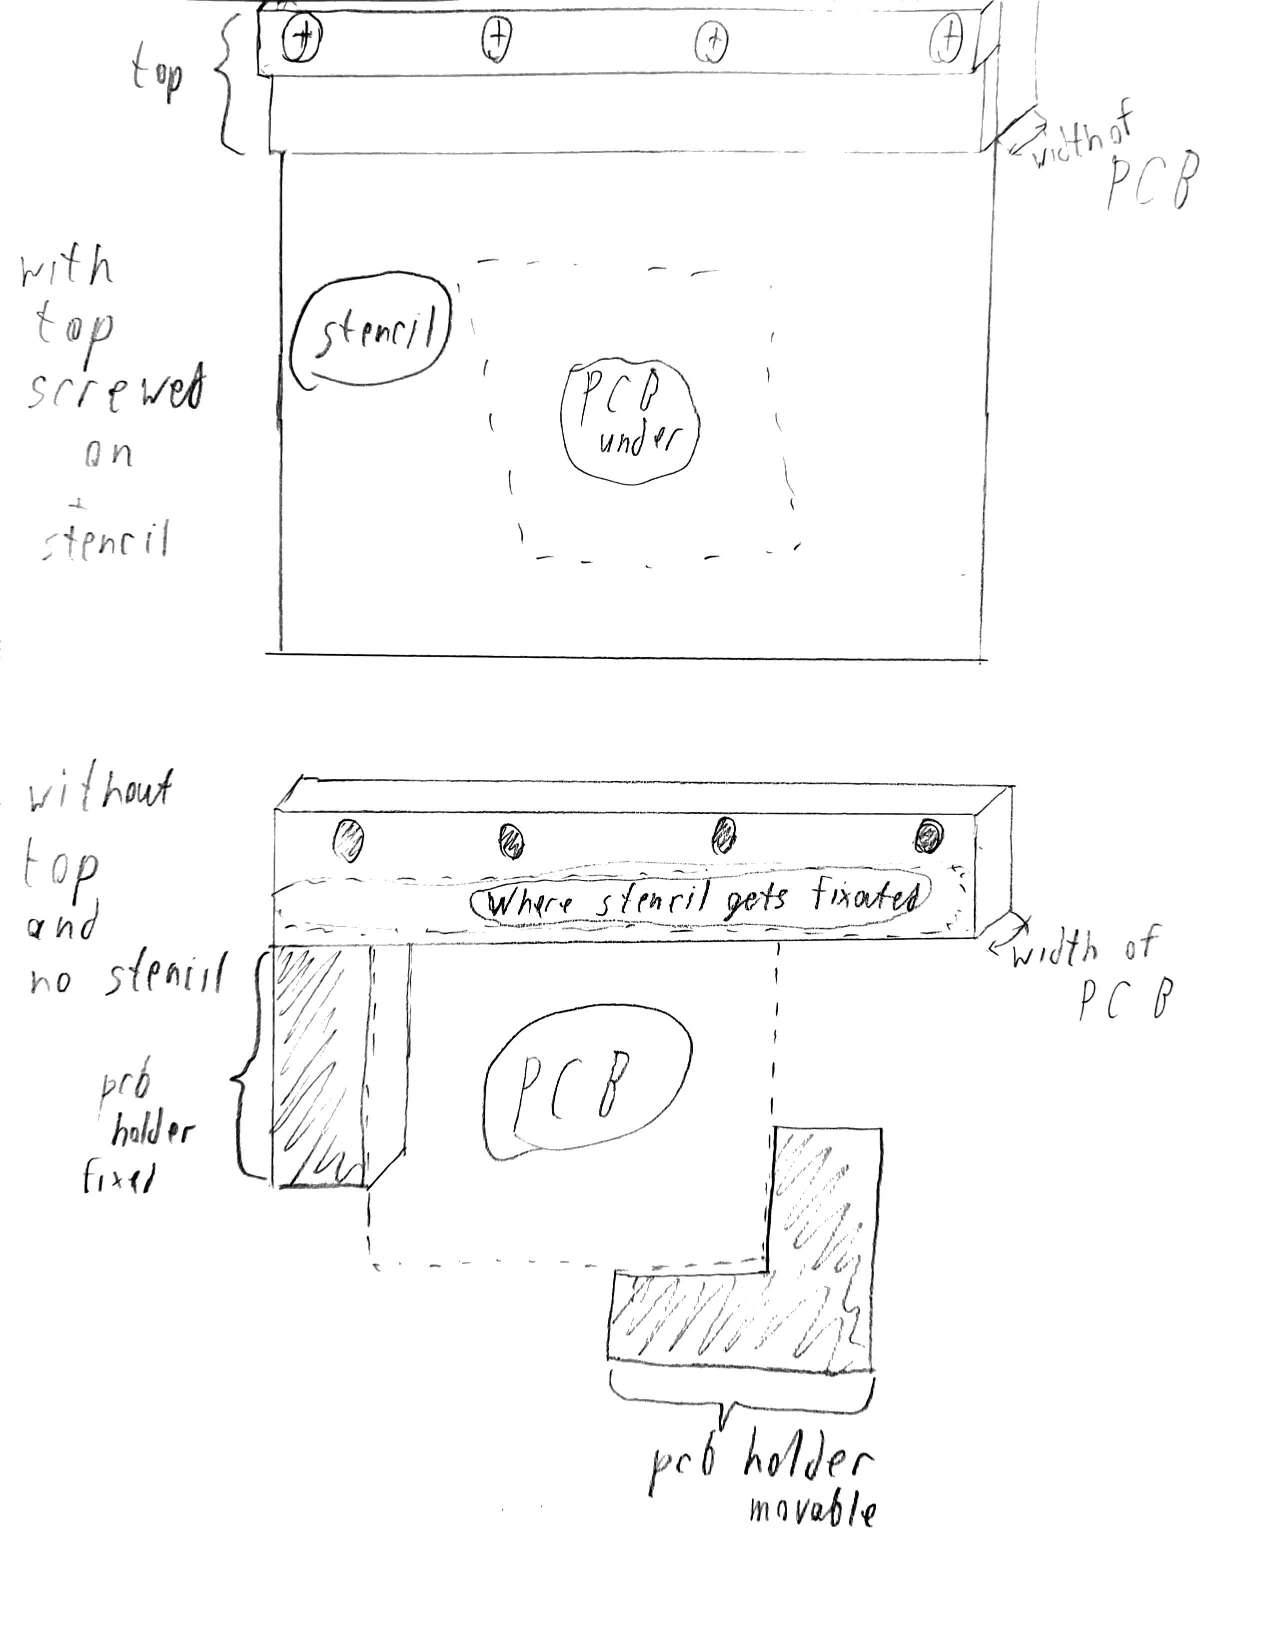 top
width of
PCB
with
top
screwed
on
+
stencil
stencil
PCB
under
without
top
and
no stencil
Where stencil gets fixated
width of
PCB
pcb
holder
fixed
PCB
pcb holder
movable